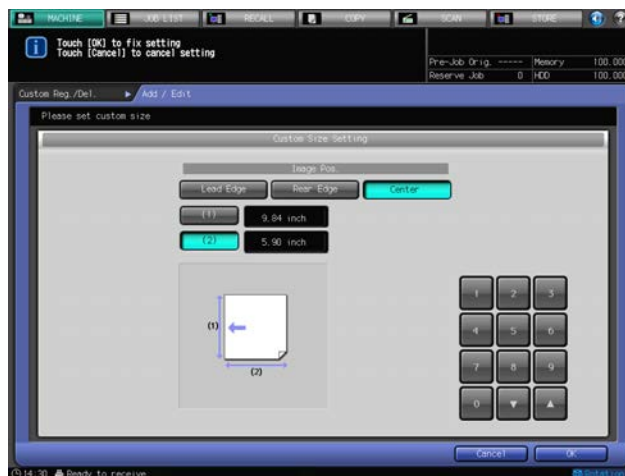 MACHINE JOB LIST RECALL COPY SCAN STORE ?
Touch [OK] to fix setting
Touch [Cancel] to cancel setting
Pre-Job Orig. ----- Memory 100.000
Reserve Job 0 HDD 100.000
Custom Reg./Del. Add / Edit
Please set custom size
Custom Size Setting
Image Pos.
Lead Edge Rear Edge Center
(1) 9.84 inch
(2) 5.90 inch
(1)
(2)
1 2 3
4 5 6
7 8 9
0 ▼ ▲
Cancel OK
14:30 Ready to receive Rotation